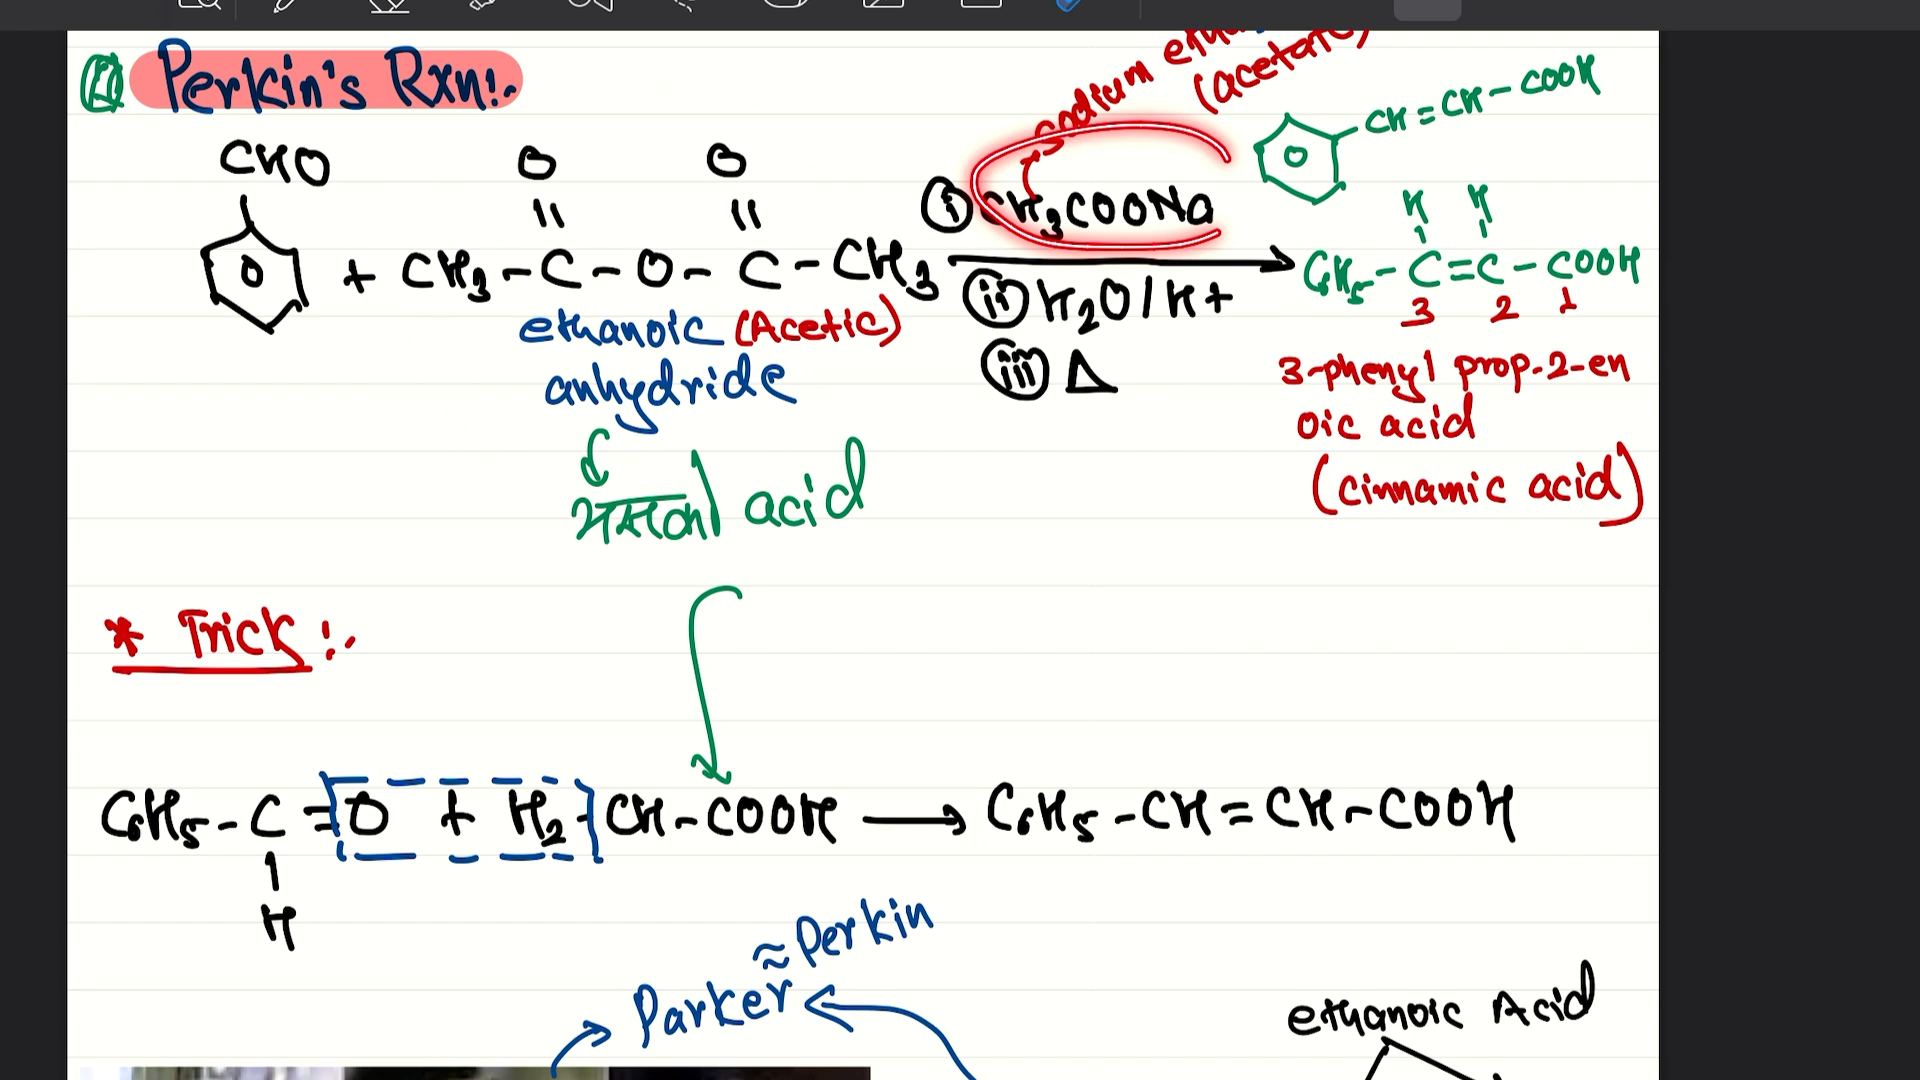 Perkin's Rxn:-
sodium
(acetate)
CHO O O
CH=CH-COOH
(i) CH3COONa
H H
+ CH3-C-O-C-CH3
C6H5-C=C-COOH
3 2 1
(ii) H2O/H+
(iii) Δ
ethanoic (Acetic)
anhydride
3-phenyl prop-2-en
oic acid
(cinnamic acid)
acid
* Trick:-
C6H5-C=O + H2-CH-COOH → C6H5-CH=CH-COOH
H
≈ Perkin
Parker
ethanoic Acid